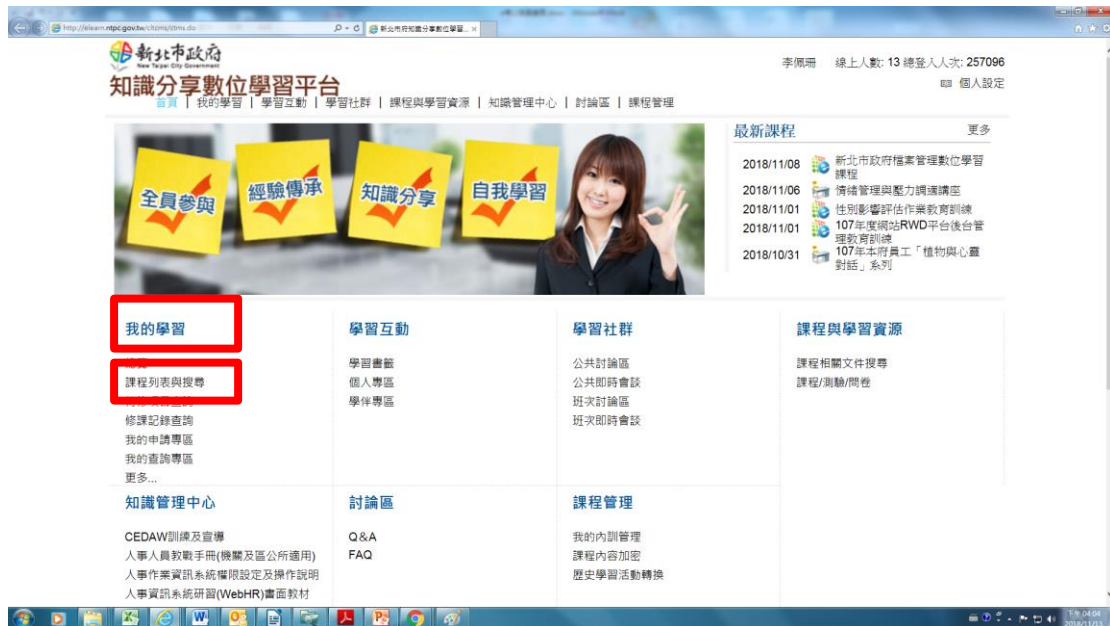 http://elearn.ntpc.gov.tw/citoms/stms.do
新北市府知識分享數位學習...
新北市政府
New Taipei City Government
李佩珊 線上人數: 13 總登入人次: 257096
知識分享數位學習平台
個人設定
首頁 | 我的學習 | 學習互動 | 學習社群 | 課程與學習資源 | 知識管理中心 | 討論區 | 課程管理
全員參與
經驗傳承
知識分享
自我學習
最新課程 更多
2018/11/08 新北市政府檔案管理數位學習
課程
2018/11/06 情緒管理與壓力調適講座
2018/11/01 性別影響評估作業教育訓練
2018/11/01 107年度網站RWD平台後台管
理教育訓練
2018/10/31 107年本府員工「植物與心靈
對話」系列
我的學習
課程列表與搜尋
修課記錄查詢
我的申請專區
我的查詢專區
更多...
學習互動
學習書籤
個人專區
學伴專區
學習社群
公共討論區
公共即時會談
班次討論區
班次即時會談
課程與學習資源
課程相關文件搜尋
課程/測驗/問卷
知識管理中心
CEDAW訓練及宣導
人事人員教戰手冊(機關及區公所適用)
人事作業資訊系統權限設定及操作說明
人事資訊系統研習(WebHR)書面教材
討論區
Q&A
FAQ
課程管理
我的內訓管理
課程內容加密
歷史學習活動轉換
下午 04:04
2018/11/13